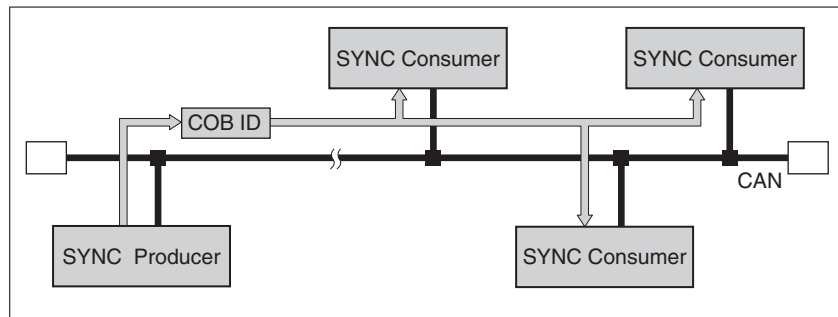 SYNC Consumer
SYNC Consumer
COB ID
CAN
SYNC Producer
SYNC Consumer